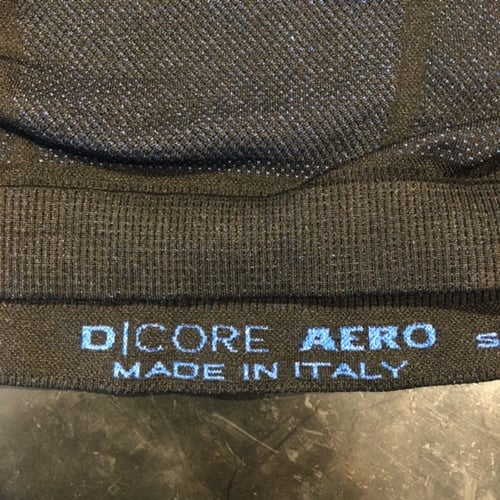 D|CORE AERO S
MADE IN ITALY